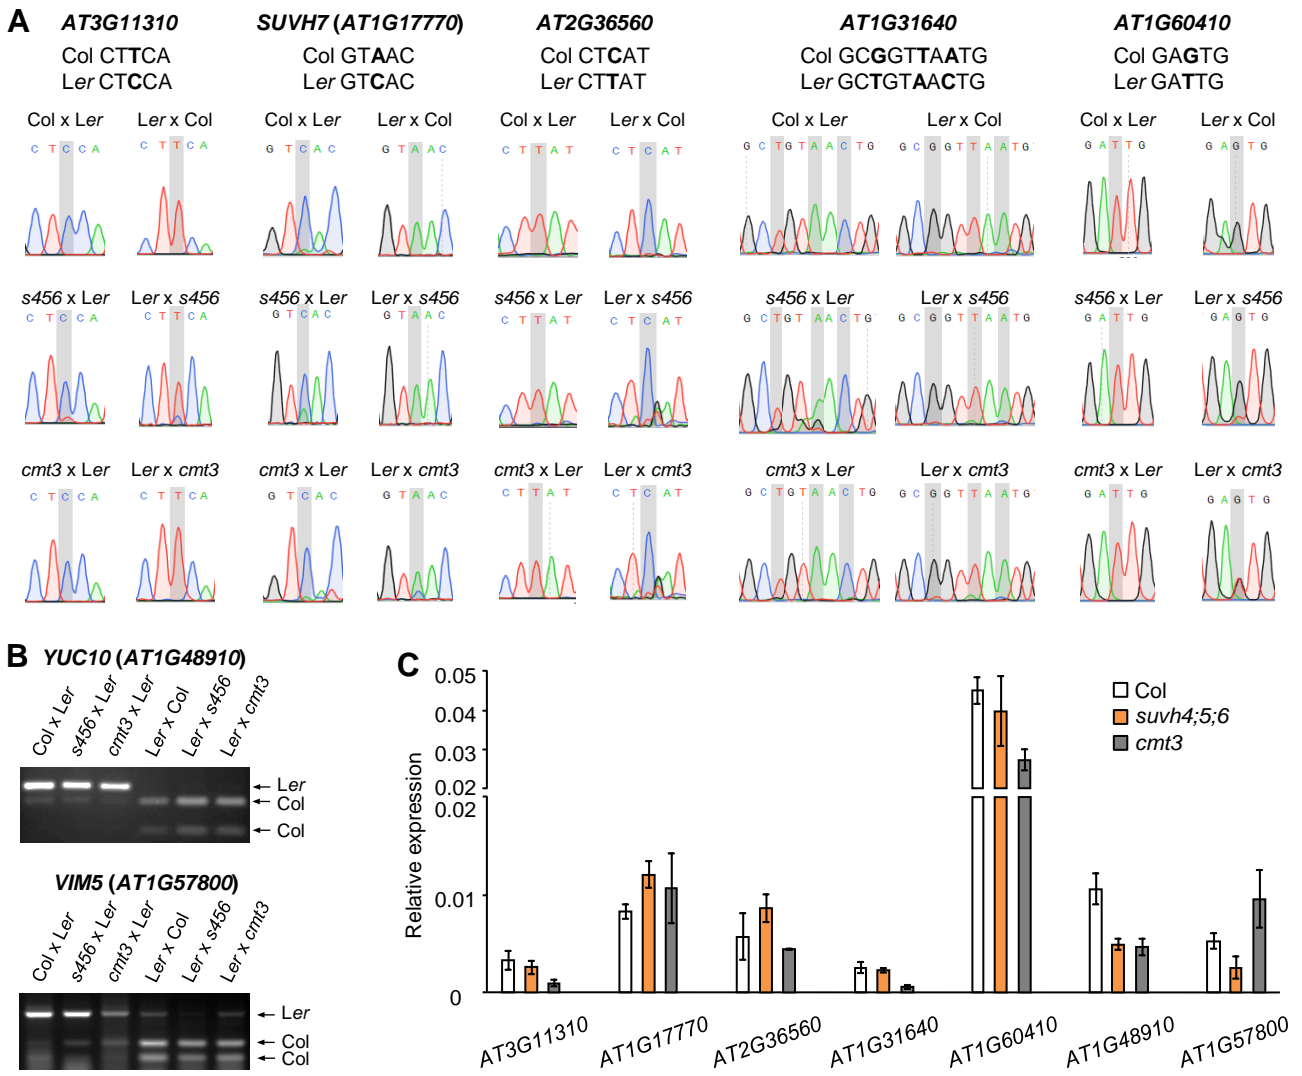 A
AT3G11310 SUVH7 (AT1G17770) AT2G36560 AT1G31640 AT1G60410
Col CTTCA Col GTAAC Col CTCAT Col GCGGTTAATG Col GAGTG
Ler CTCCA Ler GTCAC Ler CTTAT Ler GCTGTAACTG Ler GATTG
Col x Ler Ler x Col Col x Ler Ler x Col Col x Ler Ler x Col Col x Ler Ler x Col Col x Ler Ler x Col
C T C C A C T T C A G T C A C G T A A C C T T A T C T C A T G C T G T A A C T G G C G G T T A A T G G A T T G G A G T G
s456 x Ler Ler x s456 s456 x Ler Ler x s456 s456 x Ler Ler x s456 s456 x Ler Ler x s456 s456 x Ler Ler x s456
C T C C A C T T C A G T C A C G T A A C C T T A T C T C A T G C T G T A A C T G G C G G T T A A T G G A T T G G A G T G
cmt3 x Ler Ler x cmt3 cmt3 x Ler Ler x cmt3 cmt3 x Ler Ler x cmt3 cmt3 x Ler Ler x cmt3 cmt3 x Ler Ler x cmt3
C T C C A C T T C A G T C A C G T A A C C T T A T C T C A T G C T G T A A C T G G C G G T T A A T G G A T T G G A G T G
B
YUC10 (AT1G48910)
Col x Ler s456 x Ler cmt3 x Ler Ler x Col Ler x s456 Ler x cmt3
Ler
Col
Col
VIM5 (AT1G57800)
Col x Ler s456 x Ler cmt3 x Ler Ler x Col Ler x s456 Ler x cmt3
Ler
Col
Col
C
Relative expression
0.05
0.04
0.03
0.02
0.02
0.01
0
Col
suvh4;5;6
cmt3
AT3G11310 AT1G17770 AT2G36560 AT1G31640 AT1G60410 AT1G48910 AT1G57800